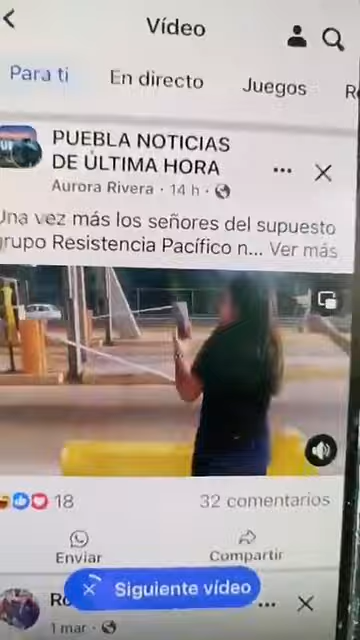 Vídeo
Para ti
En directo
Juegos
PUEBLA NOTICIAS
DE ÚLTIMA HORA
Aurora Rivera · 14 h ·
Una vez más los señores del supuesto
grupo Resistencia Pacífico n... Ver más
18
32 comentarios
Enviar
Compartir
Siguiente vídeo
1 mar ·